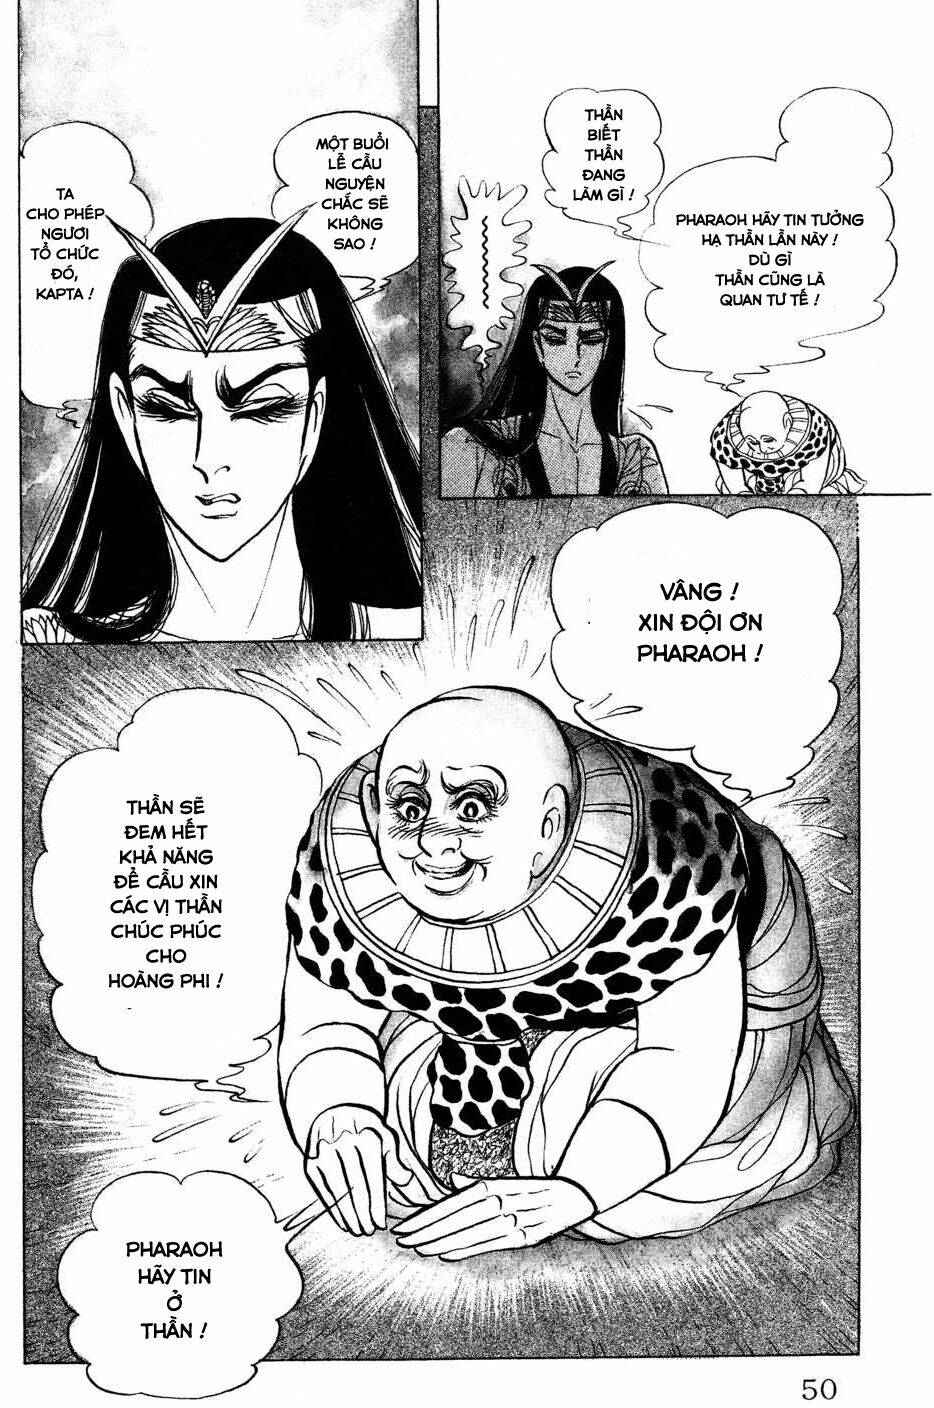 THẦN
BIẾT
THẦN
ĐANG
LÀM GÌ !
PHARAOH HÃY TIN TƯỞNG
HẠ THẦN LẦN NÀY !
DÙ GÌ
THẦN CŨNG LÀ
QUAN TƯ TẾ !
MỘT BUỔI
LỄ CẦU
NGUYỆN
CHẮC SẼ
KHÔNG
SAO !
TA
CHO PHÉP
NGƯƠI
TỔ CHỨC
ĐÓ,
KAPTA !
VÂNG !
XIN ĐỘI ƠN
PHARAOH !
THẦN SẼ
ĐEM HẾT
KHẢ NĂNG
ĐỂ CẦU XIN
CÁC VỊ THẦN
CHÚC PHÚC
CHO
HOÀNG PHI !
PHARAOH
HÃY TIN
Ở
THẦN !
50